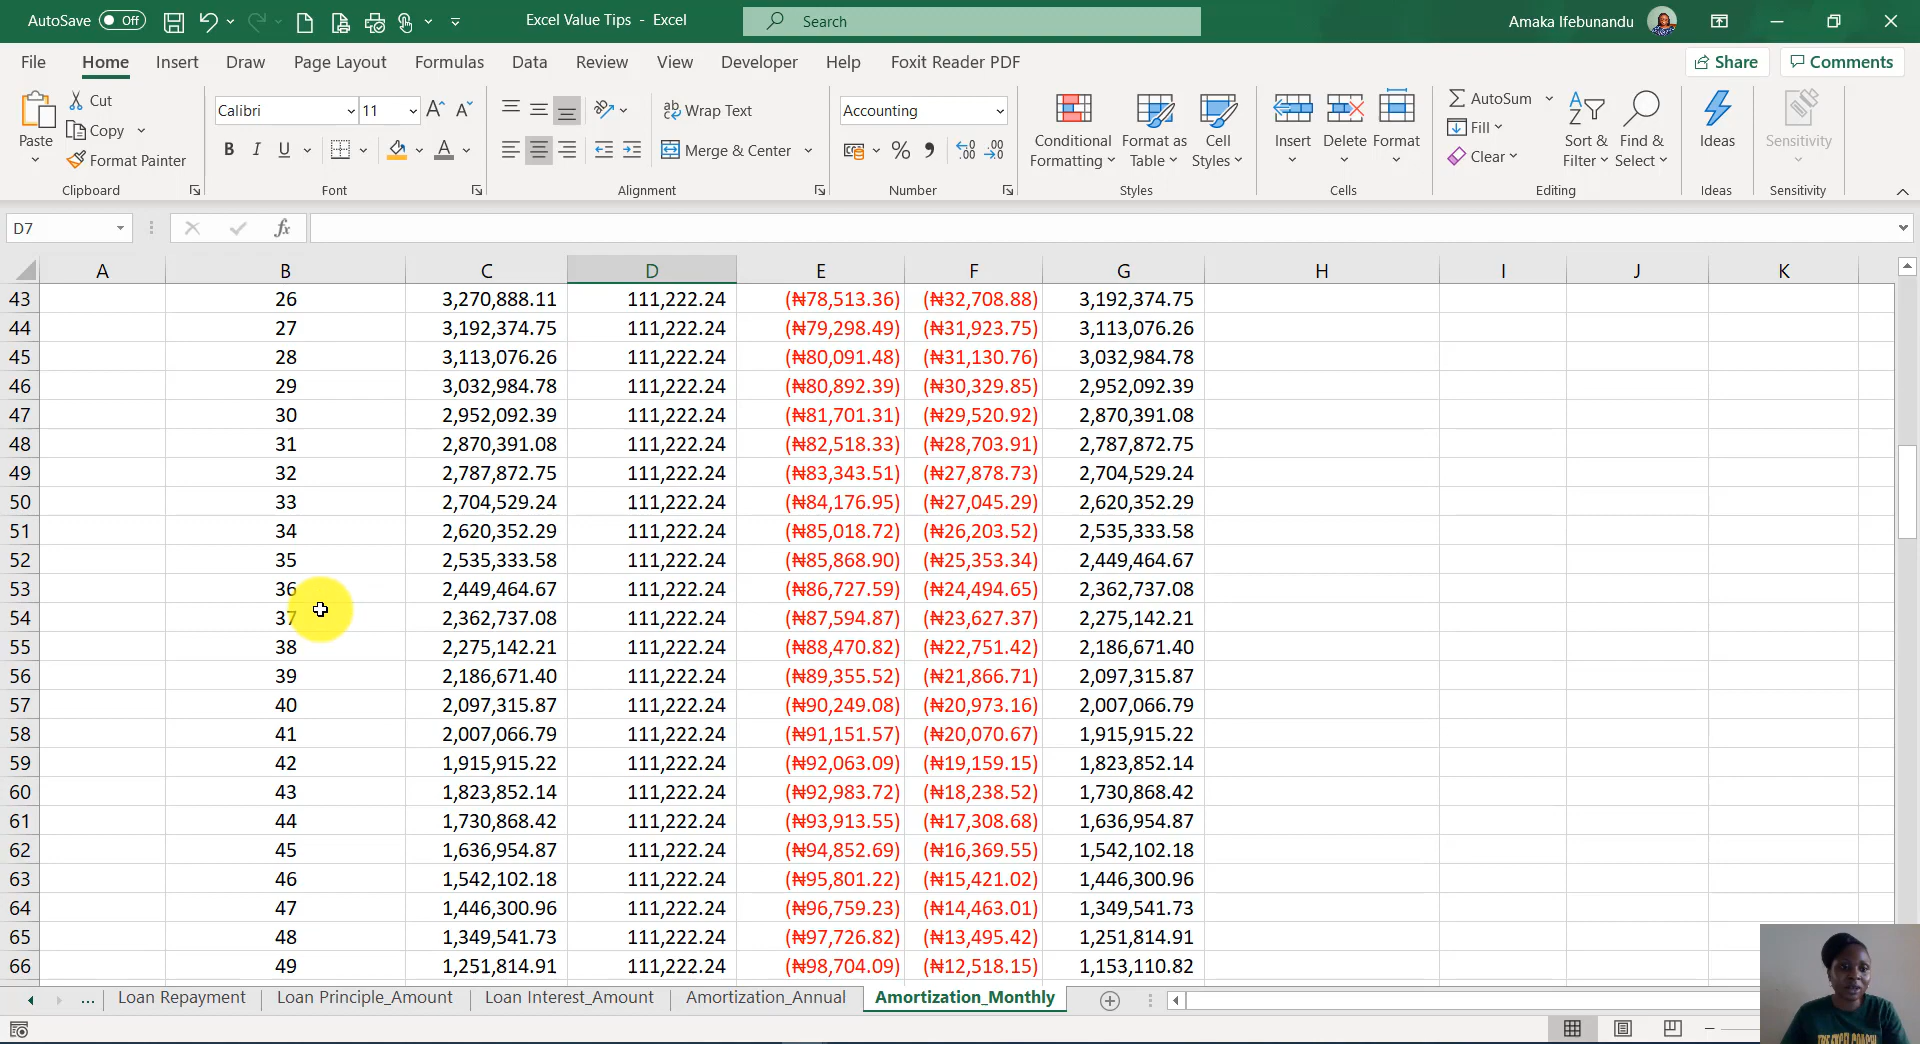 AutoSave Off Excel Value Tips - Excel Search Amaka Ifebunandu
File Home Insert Draw Page Layout Formulas Data Review View Developer Help Foxit Reader PDF Share Comments
Paste Cut Copy Format Painter Clipboard
Calibri 11 B I U A Font
ab Wrap Text Merge & Center Alignment
Accounting % Number
Conditional Formatting Format as Table Cell Styles Styles
Insert Delete Format Cells
AutoSum Fill Clear Sort & Filter Find & Select Editing
Ideas Ideas
Sensitivity Sensitivity
D7 fx
A B C D E F G H I J K
43 26 3,270,888.11 111,222.24 (₦78,513.36) (₦32,708.88) 3,192,374.75
44 27 3,192,374.75 111,222.24 (₦79,298.49) (₦31,923.75) 3,113,076.26
45 28 3,113,076.26 111,222.24 (₦80,091.48) (₦31,130.76) 3,032,984.78
46 29 3,032,984.78 111,222.24 (₦80,892.39) (₦30,329.85) 2,952,092.39
47 30 2,952,092.39 111,222.24 (₦81,701.31) (₦29,520.92) 2,870,391.08
48 31 2,870,391.08 111,222.24 (₦82,518.33) (₦28,703.91) 2,787,872.75
49 32 2,787,872.75 111,222.24 (₦83,343.51) (₦27,878.73) 2,704,529.24
50 33 2,704,529.24 111,222.24 (₦84,176.95) (₦27,045.29) 2,620,352.29
51 34 2,620,352.29 111,222.24 (₦85,018.72) (₦26,203.52) 2,535,333.58
52 35 2,535,333.58 111,222.24 (₦85,868.90) (₦25,353.34) 2,449,464.67
53 36 2,449,464.67 111,222.24 (₦86,727.59) (₦24,494.65) 2,362,737.08
54 37 2,362,737.08 111,222.24 (₦87,594.87) (₦23,627.37) 2,275,142.21
55 38 2,275,142.21 111,222.24 (₦88,470.82) (₦22,751.42) 2,186,671.40
56 39 2,186,671.40 111,222.24 (₦89,355.52) (₦21,866.71) 2,097,315.87
57 40 2,097,315.87 111,222.24 (₦90,249.08) (₦20,973.16) 2,007,066.79
58 41 2,007,066.79 111,222.24 (₦91,151.57) (₦20,070.67) 1,915,915.22
59 42 1,915,915.22 111,222.24 (₦92,063.09) (₦19,159.15) 1,823,852.14
60 43 1,823,852.14 111,222.24 (₦92,983.72) (₦18,238.52) 1,730,868.42
61 44 1,730,868.42 111,222.24 (₦93,913.55) (₦17,308.68) 1,636,954.87
62 45 1,636,954.87 111,222.24 (₦94,852.69) (₦16,369.55) 1,542,102.18
63 46 1,542,102.18 111,222.24 (₦95,801.22) (₦15,421.02) 1,446,300.96
64 47 1,446,300.96 111,222.24 (₦96,759.23) (₦14,463.01) 1,349,541.73
65 48 1,349,541.73 111,222.24 (₦97,726.82) (₦13,495.42) 1,251,814.91
66 49 1,251,814.91 111,222.24 (₦98,704.09) (₦12,518.15) 1,153,110.82
... Loan Repayment Loan Principle_Amount Loan Interest_Amount Amortization_Annual Amortization_Monthly